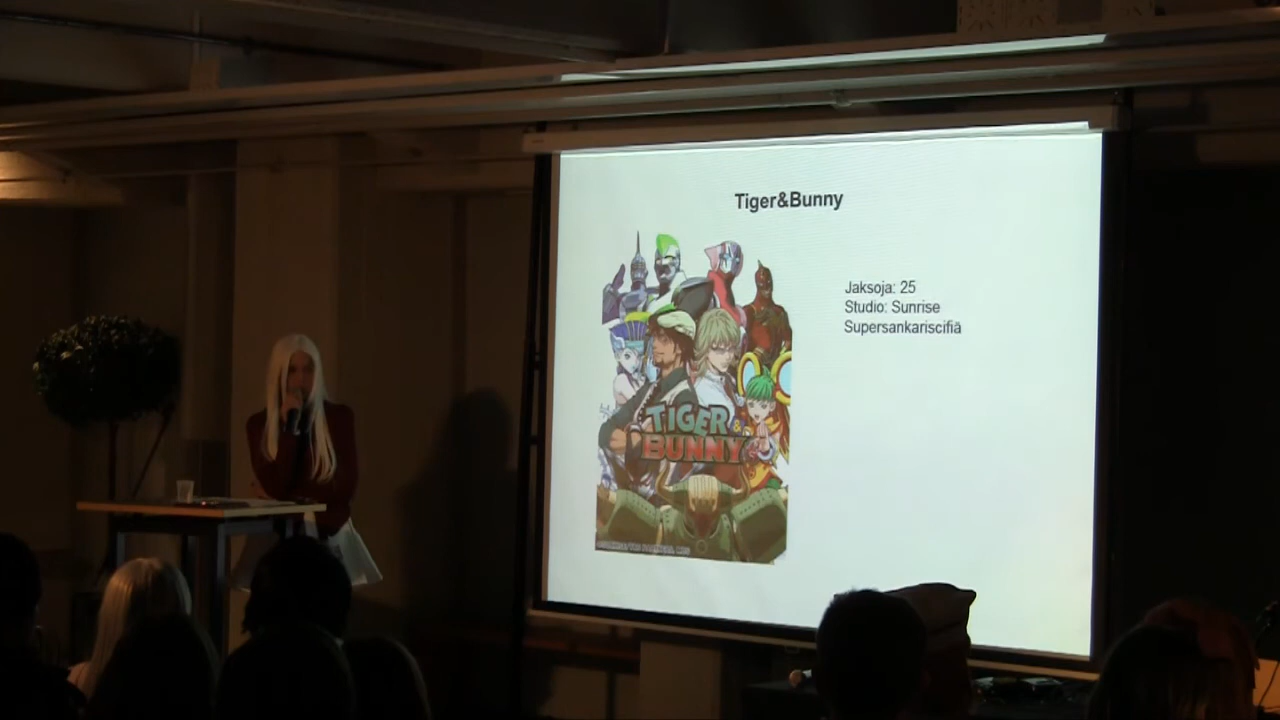 Tiger&Bunny
Jaksoja: 25
Studio: Sunrise
Supersankariscifiä
TIGER &
BUNNY